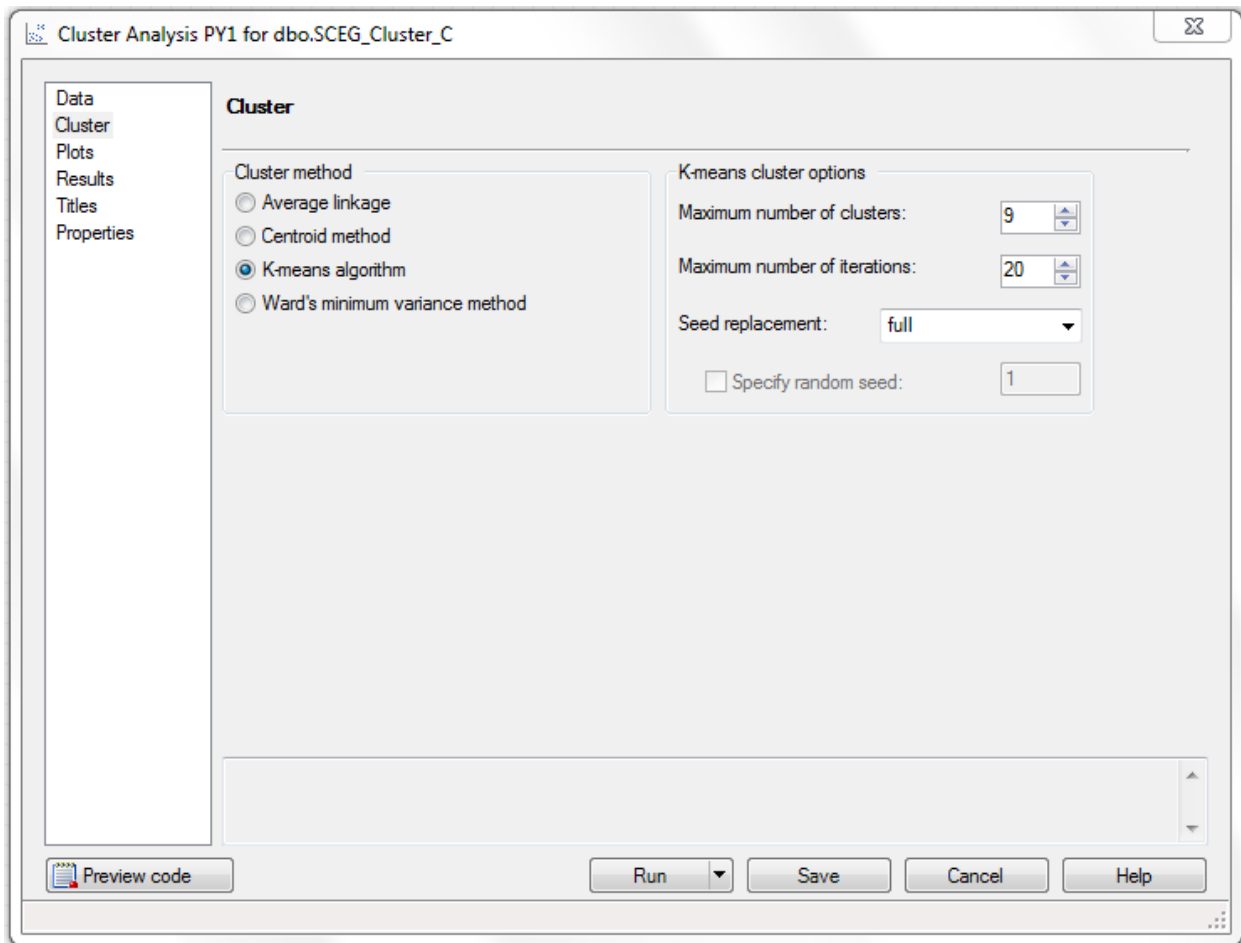 Cluster Analysis PY1 for dbo.SCEG_Cluster_C
Data
Cluster
Plots
Results
Titles
Properties
Cluster
Cluster method
Average linkage
Centroid method
K-means algorithm
Ward's minimum variance method
K-means cluster options
Maximum number of clusters: 9
Maximum number of iterations: 20
Seed replacement: full
Specify random seed: 1
Preview code
Run
Save
Cancel
Help